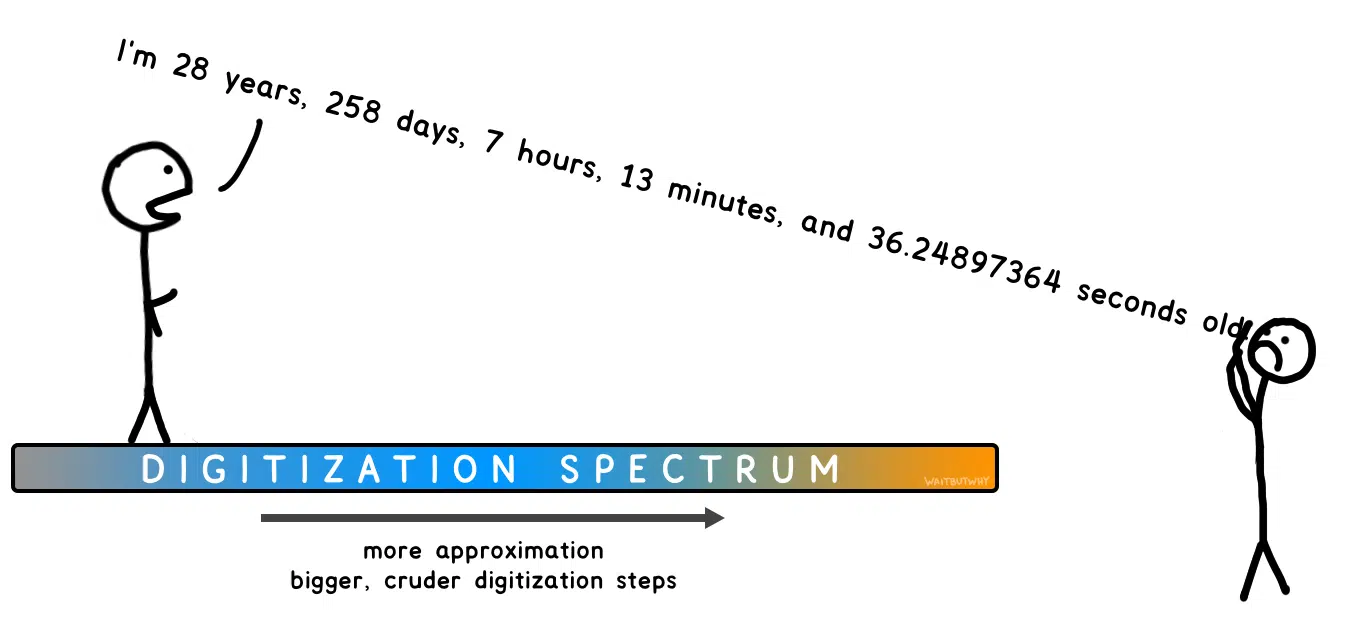 I'm 28 years, 258 days, 7 hours, 13 minutes, and 36.24897364 seconds old.
DIGITIZATION SPECTRUM
WAITBUTWHY
more approximation
bigger, cruder digitization steps